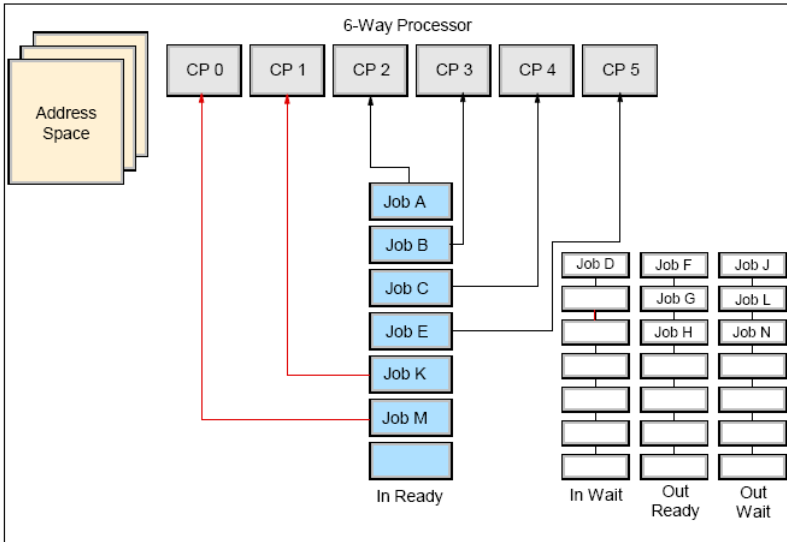 6-Way Processor
CP 0
CP 1
CP 2
CP 3
CP 4
CP 5
Address
Space
Job A
Job B
Job C
Job E
Job K
Job M
In Ready
Job D
Job F
Job J
Job G
Job L
Job H
Job N
In Wait
Out
Ready
Out
Wait